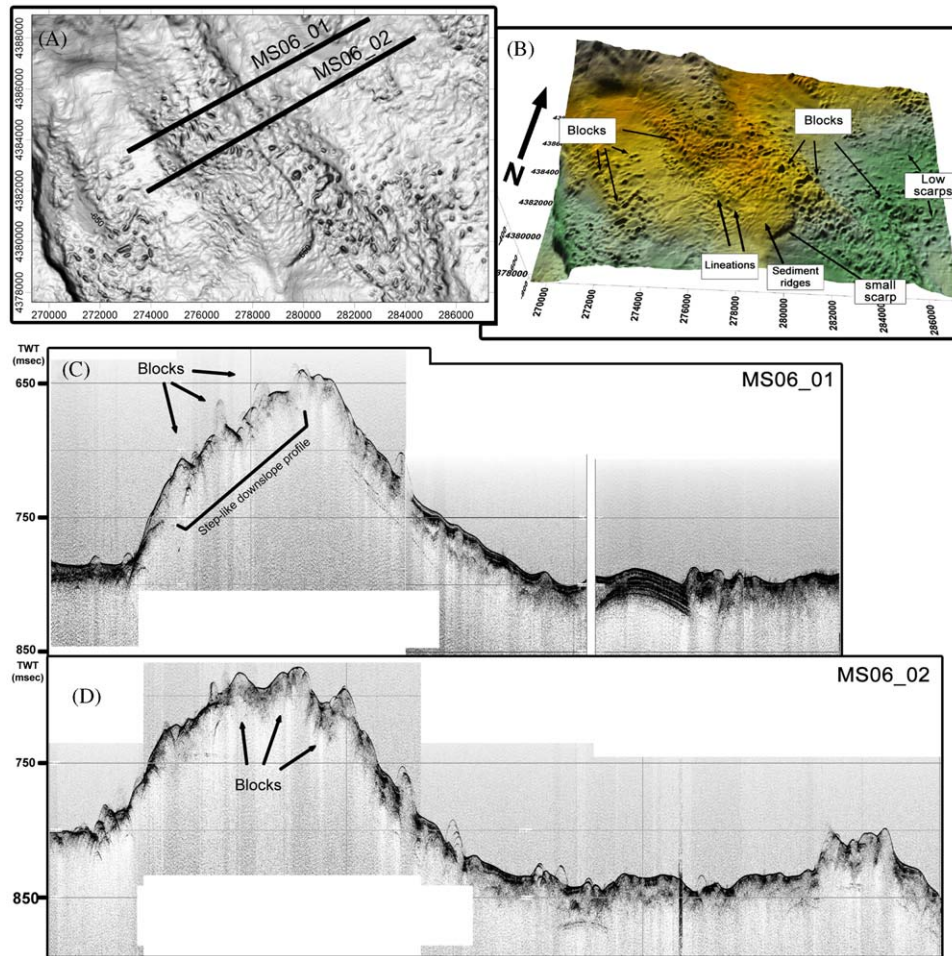 (A)
MS06_01
MS06_02
4388000
4386000
4384000
4382000
4380000
4378000
270000 272000 274000 276000 278000 280000 282000 284000 286000
(B)
Blocks
Blocks
Low
scarps
N
Lineations
Sediment
ridges
small
scarp
4384000
4382000
4380000
4378000
270000
272000
274000
276000
278000
280000
282000
284000
286000
TWT
(msec)
(C)
Blocks
MS06_01
650
Step-like downslope profile
750
850
TWT
(msec)
(D)
MS06_02
750
Blocks
850